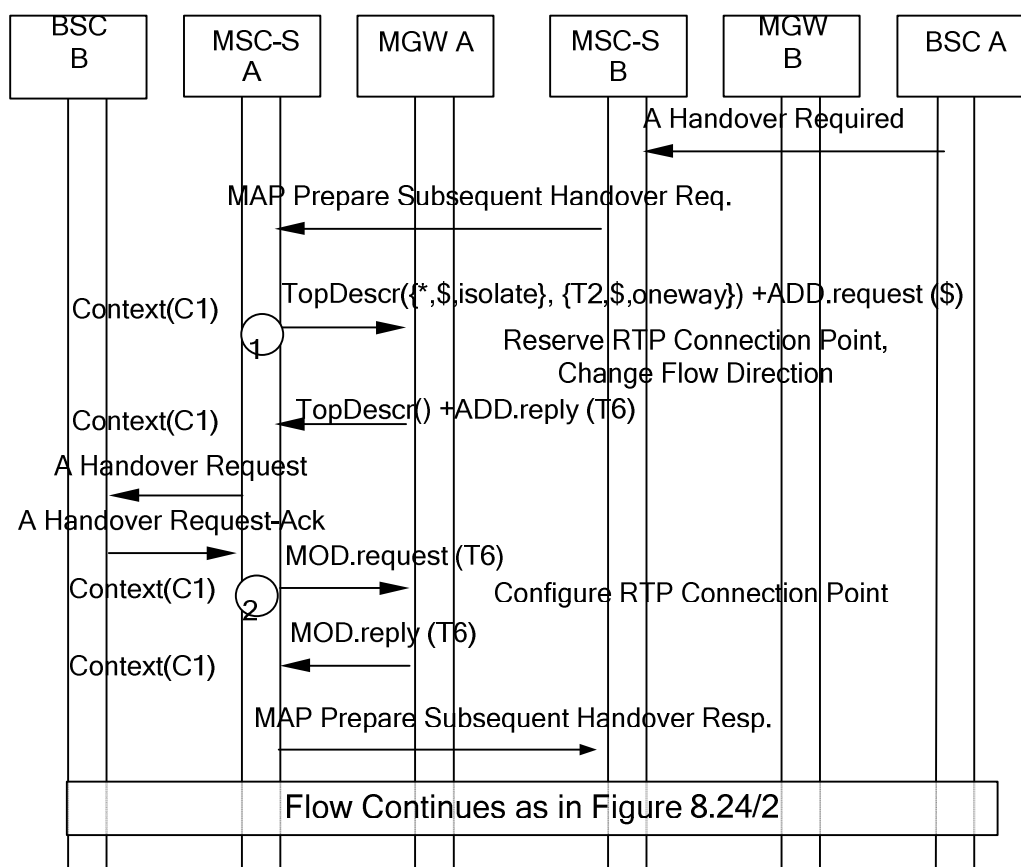 BSC
B
MSC-S
A
MGW A
MSC-S
B
MGW
B
BSC A
A Handover Required
MAP Prepare Subsequent Handover Req.
TopDescr({*,$,isolate}, {T2,$,oneway}) +ADD.request ($)
Context(C1)
1
Reserve RTP Connection Point,
Change Flow Direction
TopDescr() +ADD.reply (T6)
Context(C1)
A Handover Request
A Handover Request-Ack
MOD.request (T6)
Context(C1)
2
Configure RTP Connection Point
MOD.reply (T6)
Context(C1)
MAP Prepare Subsequent Handover Resp.
Flow Continues as in Figure 8.24/2